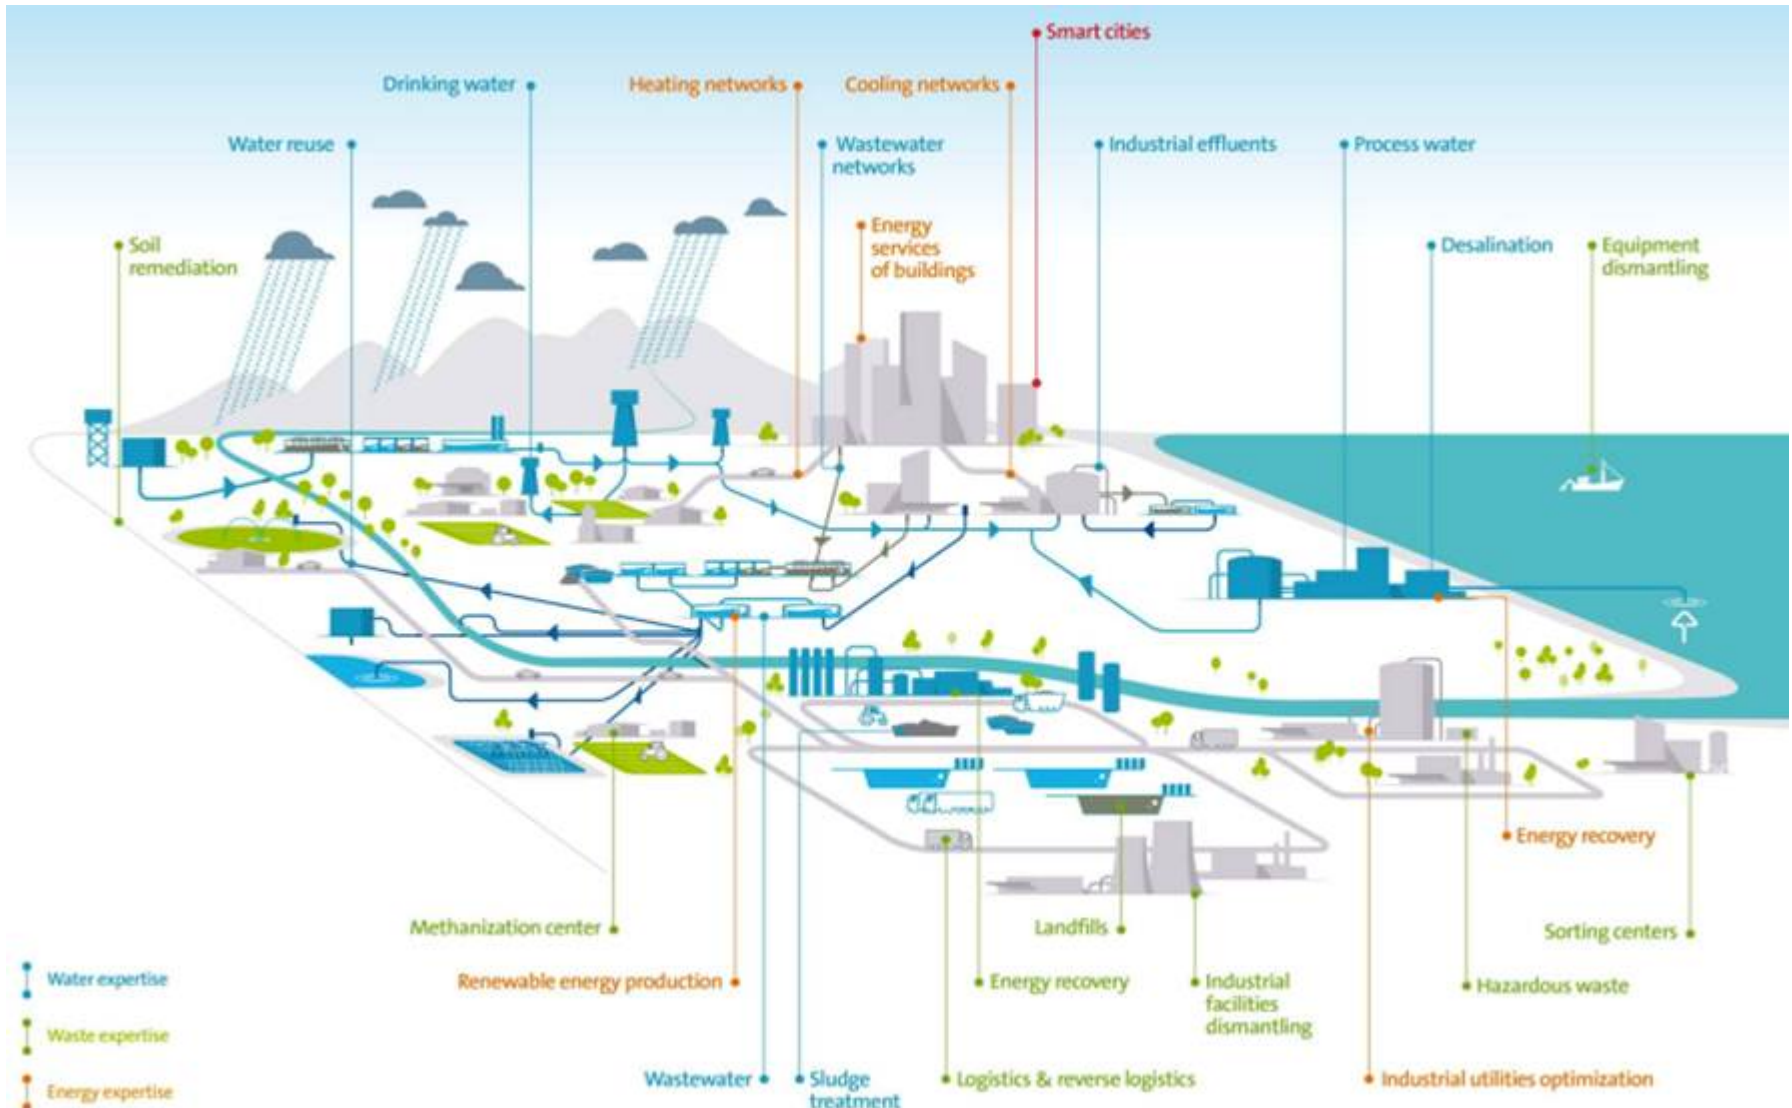 Smart cities
Drinking water
Heating networks
Cooling networks
Water reuse
Wastewater
networks
Industrial effluents
Process water
Soil
remediation
Energy
services
of buildings
Desalination
Equipment
dismantling
Energy recovery
Methanization center
Landfills
Sorting centers
Water expertise
Renewable energy production
Energy recovery
Industrial
facilities
dismantling
Hazardous waste
Waste expertise
Wastewater
Sludge
treatment
Logistics & reverse logistics
Industrial utilities optimization
Energy expertise